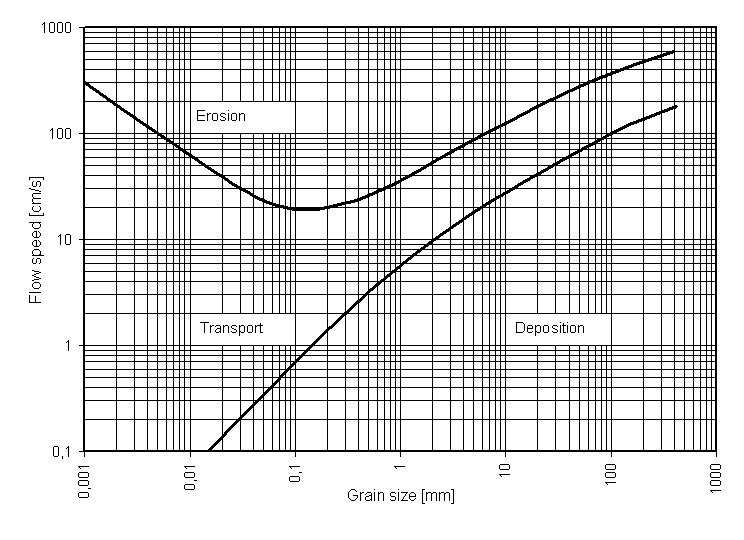 1000
100
10
1
0,1
Flow speed [cm/s]
Erosion
Transport
Deposition
0,001
0,01
0,1
1
10
100
1000
Grain size [mm]